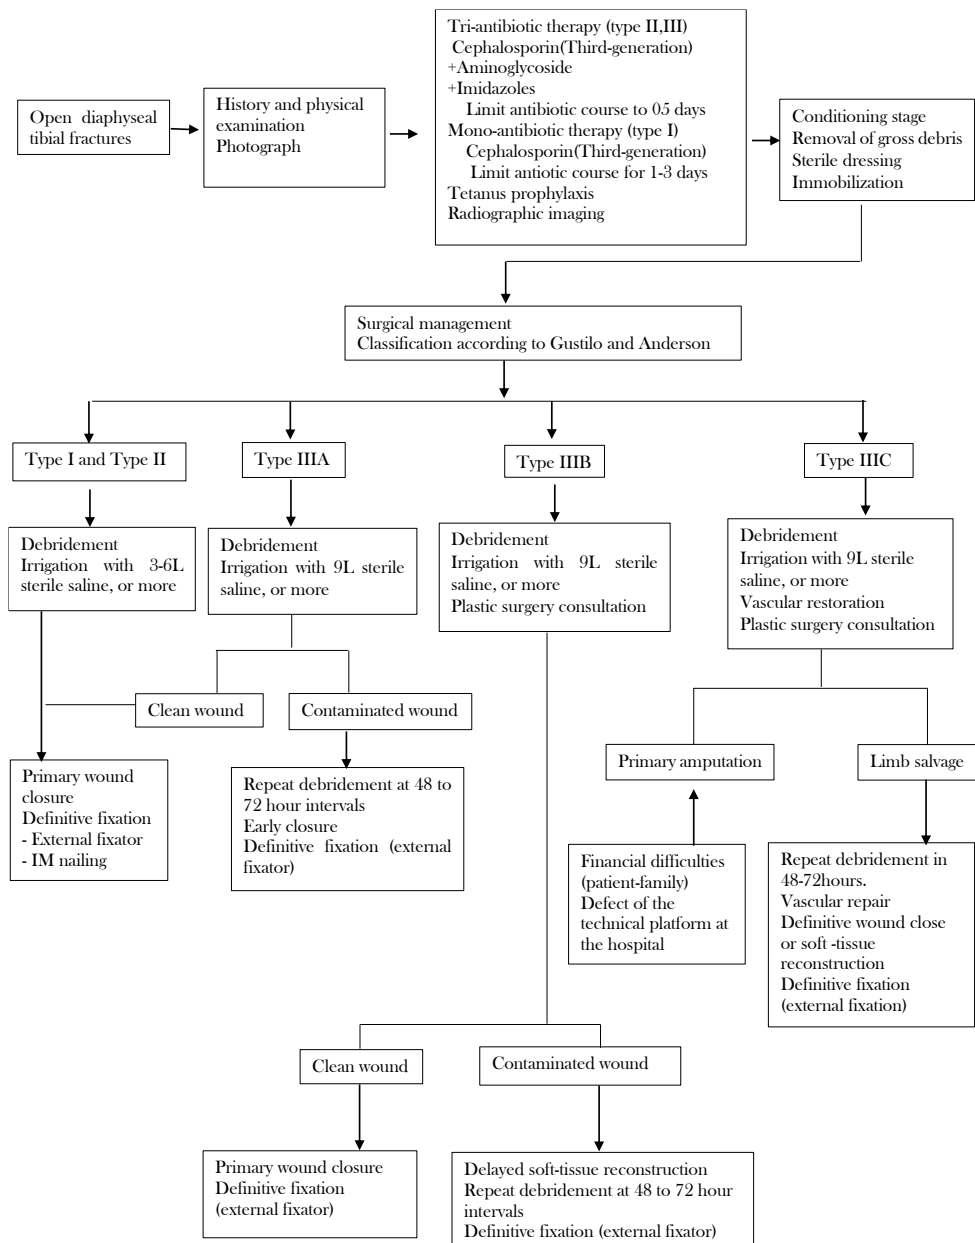 Open diaphyseal
tibial fractures
History and physical
examination
Photograph
Tri-antibiotic therapy (type II,III)
Cephalosporin(Third-generation)
+Aminoglycoside
+Imidazoles
Limit antibiotic course to 05 days
Mono-antibiotic therapy (type I)
Cephalosporin(Third-generation)
Limit antiotic course for 1-3 days
Tetanus prophylaxis
Radiographic imaging
Conditioning stage
Removal of gross debris
Sterile dressing
Immobilization
Surgical management
Classification according to Gustilo and Anderson
Type I and Type II
Type IIIA
Type IIIB
Type IIIC
Debridement
Irrigation with 3-6L
sterile saline, or more
Debridement
Irrigation with 9L sterile
saline, or more
Debridement
Irrigation with 9L sterile
saline, or more
Plastic surgery consultation
Debridement
Irrigation with 9L sterile
saline, or more
Vascular restoration
Plastic surgery consultation
Clean wound
Contaminated wound
Primary amputation
Limb salvage
Primary wound
closure
Definitive fixation
- External fixator
- IM nailing
Repeat debridement at 48 to
72 hour intervals
Early closure
Definitive fixation (external
fixator)
Financial difficulties
(patient-family)
Defect of the
technical platform at
the hospital
Repeat debridement in
48-72hours.
Vascular repair
Definitive wound close
or soft -tissue
reconstruction
Definitive fixation
(external fixation)
Clean wound
Contaminated wound
Primary wound closure
Definitive fixation
(external fixator)
Delayed soft-tissue reconstruction
Repeat debridement at 48 to 72 hour
intervals
Definitive fixation (external fixator)